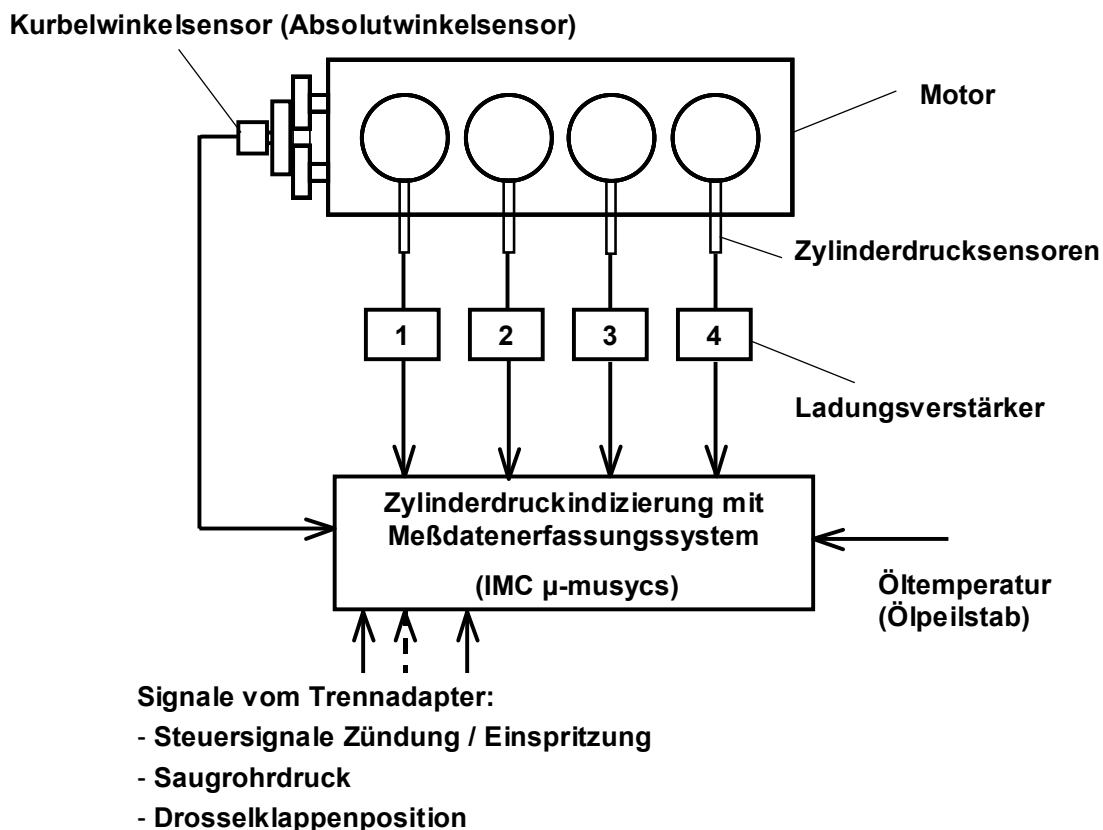 Kurbelwinkelsensor (Absolutwinkelsensor)
Motor
Zylinderdrucksensoren
1 2 3 4
Ladungsverstärker
Zylinderdruckindizierung mit
Meßdatenerfassungssystem
(IMC µ-musycs)
Öltemperatur
(Ölpeilstab)
Signale vom Trennadapter:
- Steuersignale Zündung / Einspritzung
- Saugrohrdruck
- Drosselklappenposition